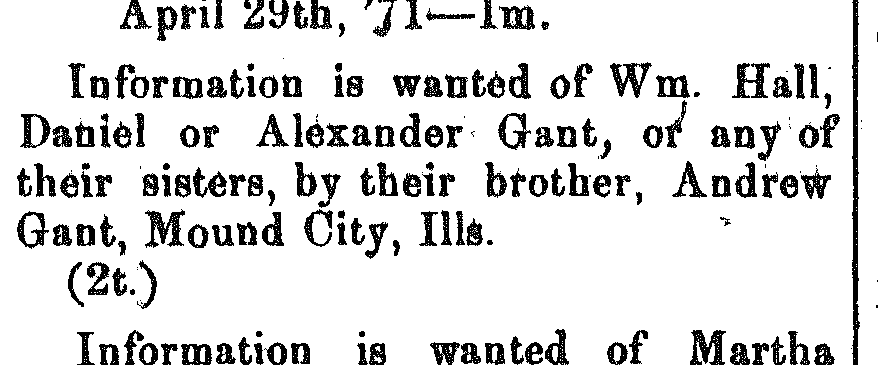 April 29th, '71—1m.
Information is wanted of Wm. Hall,
Daniel or Alexander Gant, or any of
their sisters, by their brother, Andrew
Gant, Mound City, Ills.
(2t.)
Information is wanted of Martha